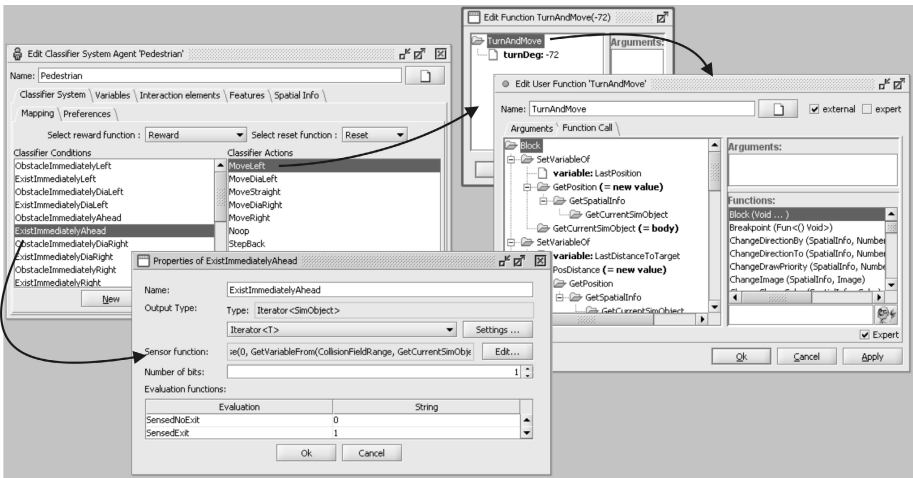 Edit Function TurnAndMove(-72)
TurnAndMove
turnDeg: -72
Arguments:
Edit Classifier System Agent 'Pedestrian'
Name: Pedestrian
Classifier System Variables Interaction elements Features Spatial Info
Mapping Preferences
Select reward function : Reward Select reset function : Reset
Classifier Conditions
ObstacleImmediatelyLeft
ExistImmediatelyLeft
ObstacleImmediatelyDiaLeft
ExistImmediatelyDiaLeft
ObstacleImmediatelyAhead
ExistImmediatelyAhead
ObstacleImmediatelyDiaRight
ExistImmediatelyDiaRight
ObstacleImmediatelyRight
ExistImmediatelyRight
New
Classifier Actions
MoveLeft
MoveDiaLeft
MoveStraight
MoveDiaRight
MoveRight
Noop
StepBack
Edit User Function 'TurnAndMove'
Name: TurnAndMove external expert
Arguments Function Call
Block
SetVariableOf
variable: LastPosition
GetPosition (= new value)
GetSpatialInfo
GetCurrentSimObject
GetCurrentSimObject (= body)
SetVariableOf
variable: LastDistanceToTarget
PosDistance (= new value)
GetPosition
GetSpatialInfo
GetCurrentSimObject
Arguments:
Functions:
Block (Void ... )
Breakpoint (Fun<() Void>)
ChangeDirectionBy (SpatialInfo, Number
ChangeDirectionTo (SpatialInfo, Number
ChangeDrawPriority (SpatialInfo, Numbe
ChangeImage (SpatialInfo, Image)
Expert
Ok Cancel Apply
Properties of ExistImmediatelyAhead
Name: ExistImmediatelyAhead
Output Type: Type: Iterator<SimObject>
Iterator<T> Settings ...
Sensor function: ge(0, GetVariableFrom(CollisionFieldRange, GetCurrentSimObje Edit...
Number of bits: 1
Evaluation functions:
Evaluation String
SensedNoExit 0
SensedExit 1
Ok Cancel